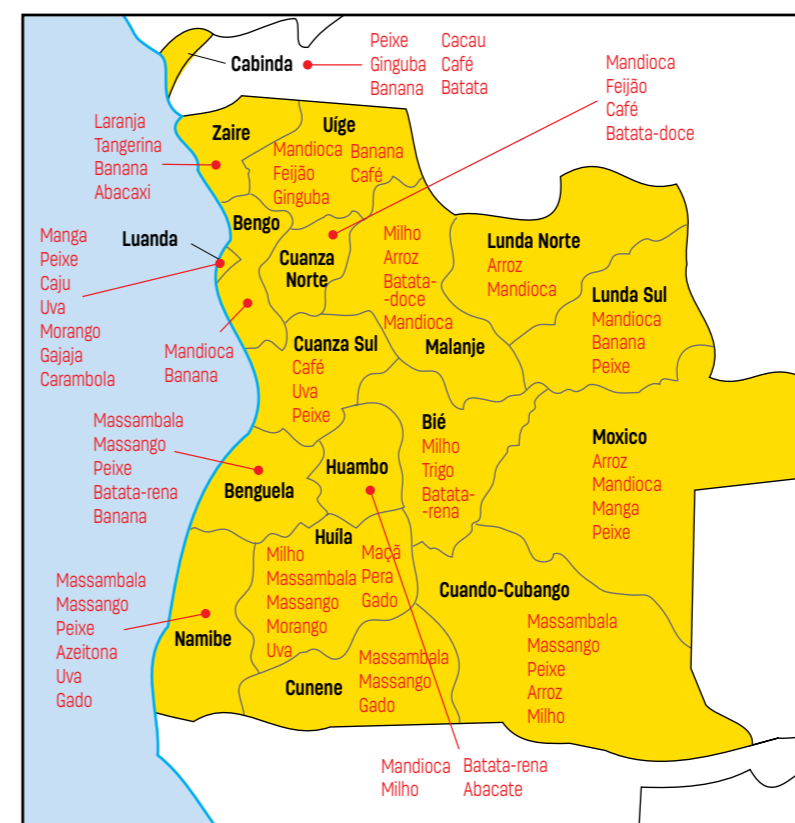 Cabinda
Peixe
Ginguba
Banana
Cacau
Café
Batata
Mandioca
Feijão
Café
Batata-doce
Laranja
Tangerina
Banana
Abacaxi
Zaire
Uíge
Mandioca
Feijão
Ginguba
Banana
Café
Manga
Peixe
Caju
Uva
Morango
Gajaja
Carambola
Luanda
Bengo
Mandioca
Banana
Cuanza
Norte
Milho
Arroz
Batata-
-doce
Mandioca
Malanje
Lunda Norte
Arroz
Mandioca
Lunda Sul
Mandioca
Banana
Peixe
Cuanza Sul
Café
Uva
Peixe
Massambala
Massango
Peixe
Batata-rena
Banana
Benguela
Huambo
Bié
Milho
Trigo
Batata-
-rena
Moxico
Arroz
Mandioca
Manga
Peixe
Massambala
Massango
Peixe
Azeitona
Uva
Gado
Namibe
Huíla
Milho
Massambala
Massango
Morango
Uva
Maçã
Pera
Gado
Cunene
Massambala
Massango
Gado
Cuando-Cubango
Massambala
Massango
Peixe
Arroz
Milho
Mandioca
Milho
Batata-rena
Abacate